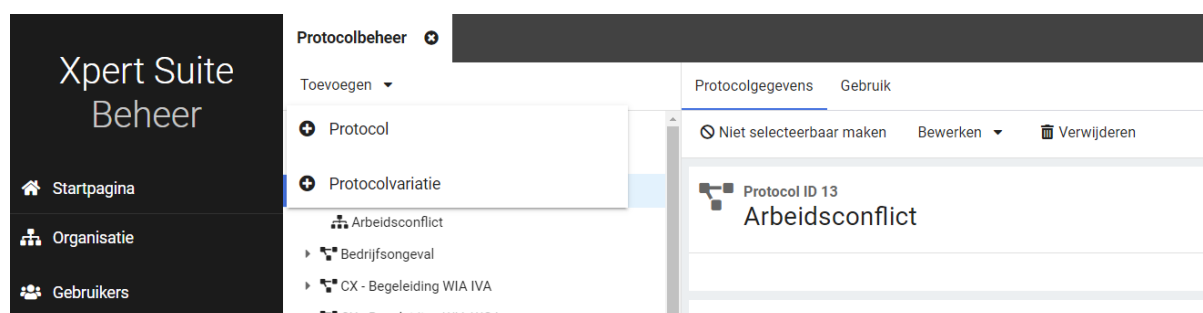 Xpert Suite
Beheer
Startpagina
Organisatie
Gebruikers
Protocolbeheer
Toevoegen
Protocol
Protocolvariatie
Arbeidsconflict
Bedrijfsongeval
CX - Begeleiding WIA IVA
Protocolgegevens Gebruik
Niet selecteerbaar maken Bewerken Verwijderen
Protocol ID 13
Arbeidsconflict